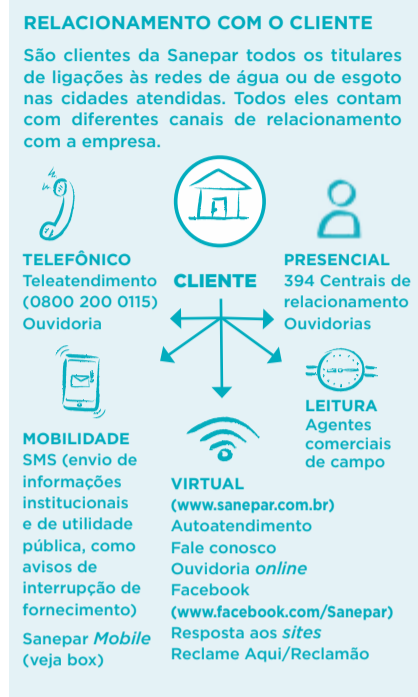 RELACIONAMENTO COM O CLIENTE
São clientes da Sanepar todos os titulares
de ligações às redes de água ou de esgoto
nas cidades atendidas. Todos eles contam
com diferentes canais de relacionamento
com a empresa.
TELEFÔNICO
Teleatendimento
(0800 200 0115)
Ouvidoria
CLIENTE
PRESENCIAL
394 Centrais de
relacionamento
Ouvidorias
MOBILIDADE
SMS (envio de
informações
institucionais
e de utilidade
pública, como
avisos de
interrupção de
fornecimento)
Sanepar Mobile
(veja box)
VIRTUAL
(www.sanepar.com.br)
Autoatendimento
Fale conosco
Ouvidoria online
Facebook
(www.facebook.com/Sanepar)
Resposta aos sites
Reclame Aqui/Reclamão
LEITURA
Agentes
comerciais
de campo